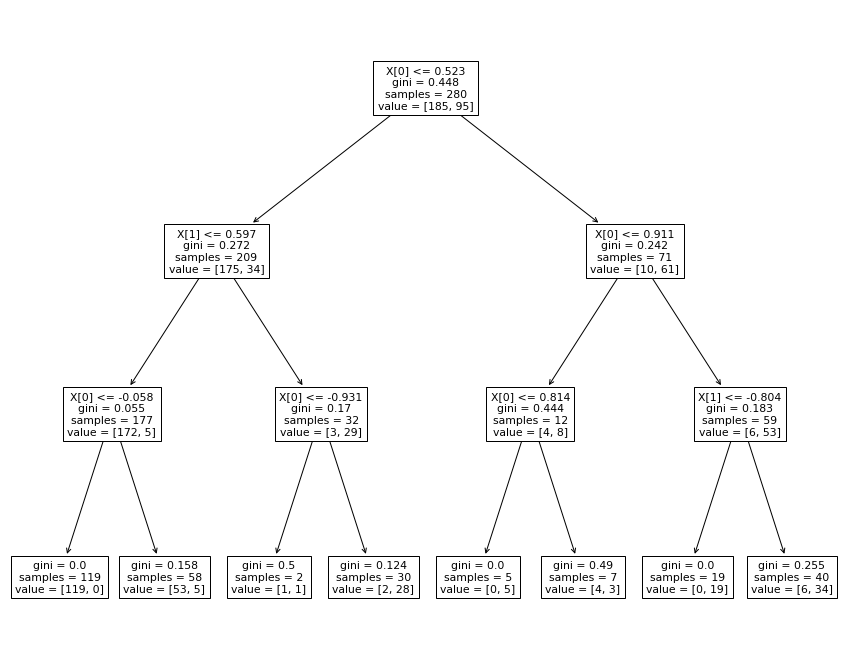 X[0] <= 0.523
gini = 0.448
samples = 280
value = [185, 95]
X[1] <= 0.597
gini = 0.272
samples = 209
value = [175, 34]
X[0] <= 0.911
gini = 0.242
samples = 71
value = [10, 61]
X[0] <= -0.058
gini = 0.055
samples = 177
value = [172, 5]
X[0] <= -0.931
gini = 0.17
samples = 32
value = [3, 29]
X[0] <= 0.814
gini = 0.444
samples = 12
value = [4, 8]
X[1] <= -0.804
gini = 0.183
samples = 59
value = [6, 53]
gini = 0.0
samples = 119
value = [119, 0]
gini = 0.158
samples = 58
value = [53, 5]
gini = 0.5
samples = 2
value = [1, 1]
gini = 0.124
samples = 30
value = [2, 28]
gini = 0.0
samples = 5
value = [0, 5]
gini = 0.49
samples = 7
value = [4, 3]
gini = 0.0
samples = 19
value = [0, 19]
gini = 0.255
samples = 40
value = [6, 34]